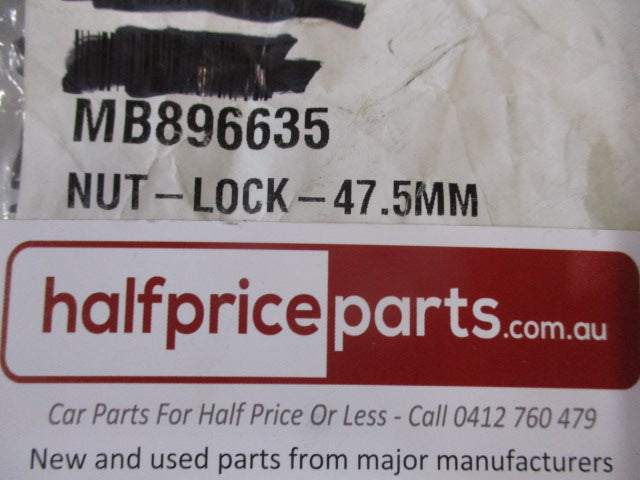 MB896635
NUT-LOCK-47.5MM
halfpriceparts.com.au
Car Parts For Half Price Or Less - Call 0412 760 479
New and used parts from major manufacturers